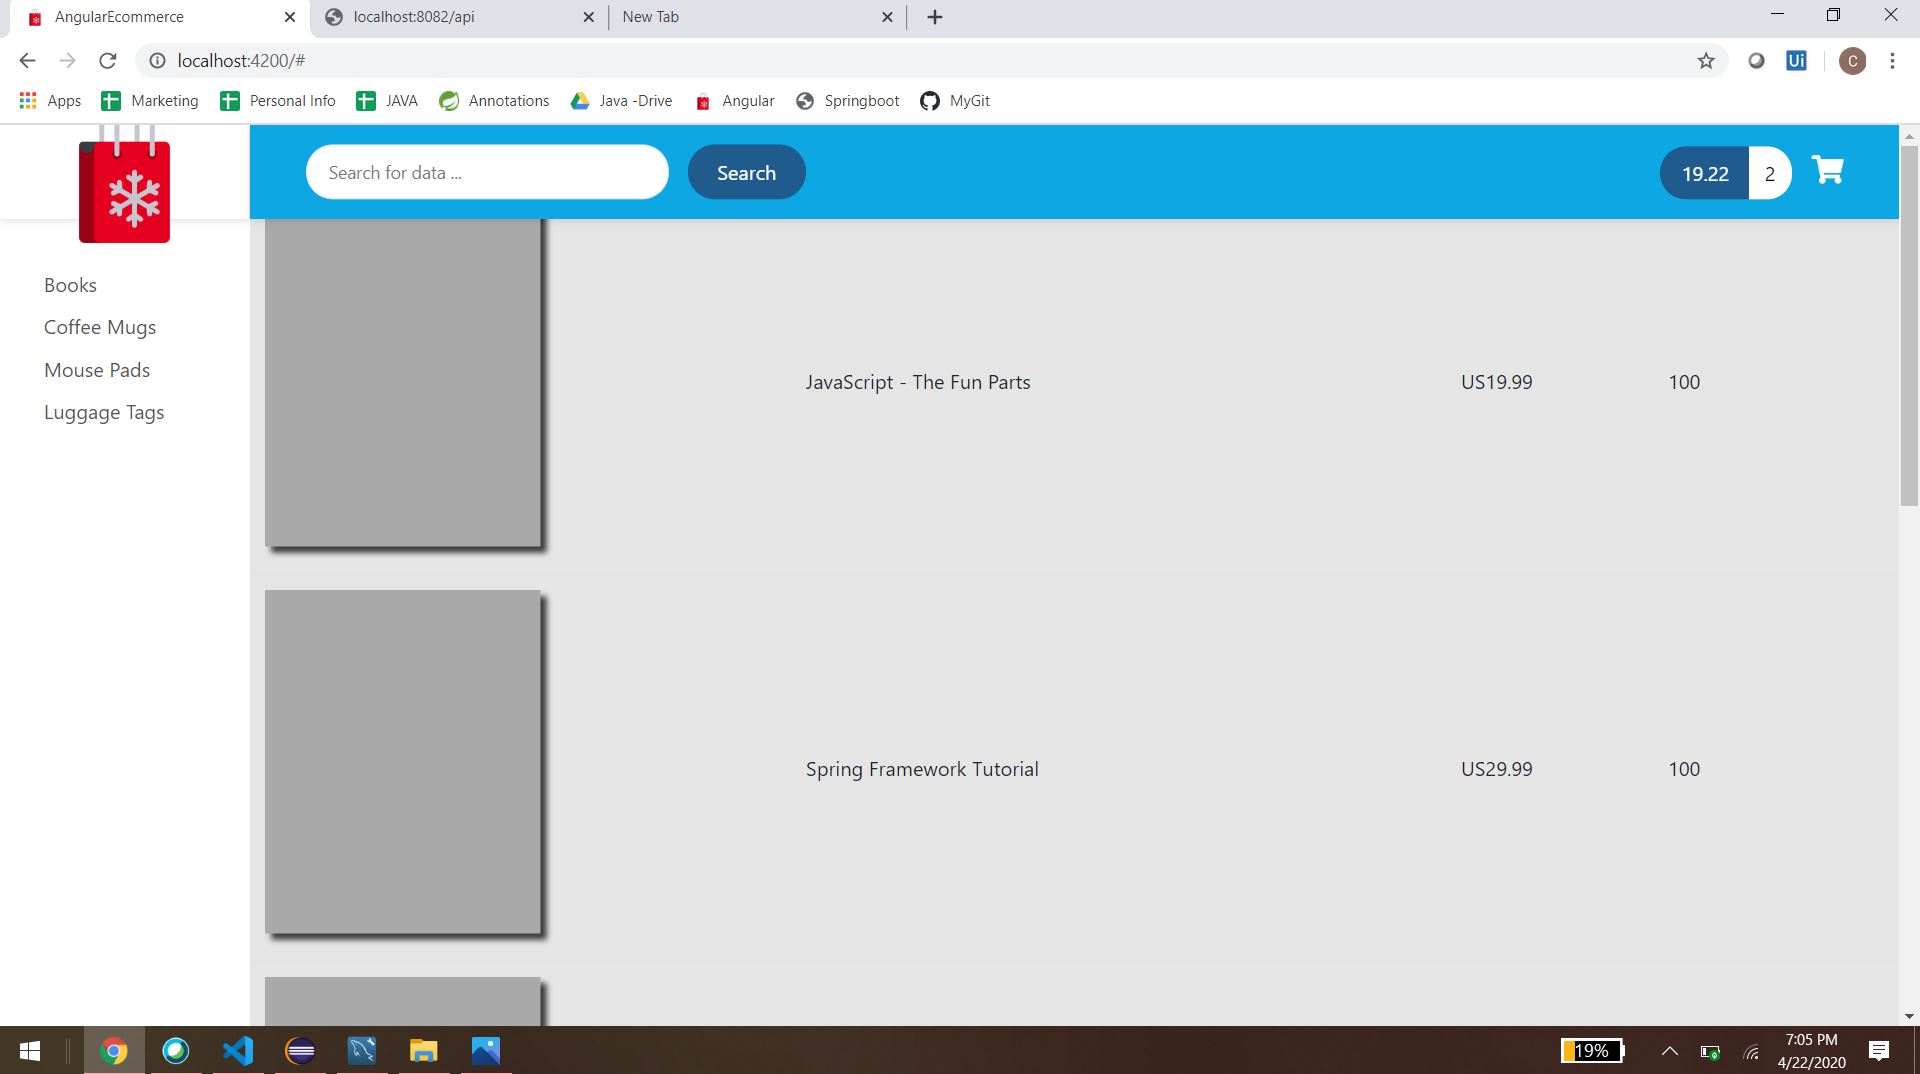 AngularEcommerce
localhost:8082/api
New Tab
localhost:4200/#
Ui
C
Apps
Marketing
Personal Info
JAVA
Annotations
Java -Drive
Angular
Springboot
MyGit
Search for data ...
Search
19.22
2
Books
Coffee Mugs
Mouse Pads
Luggage Tags
JavaScript - The Fun Parts
US19.99
100
Spring Framework Tutorial
US29.99
100
19%
7:05 PM
4/22/2020